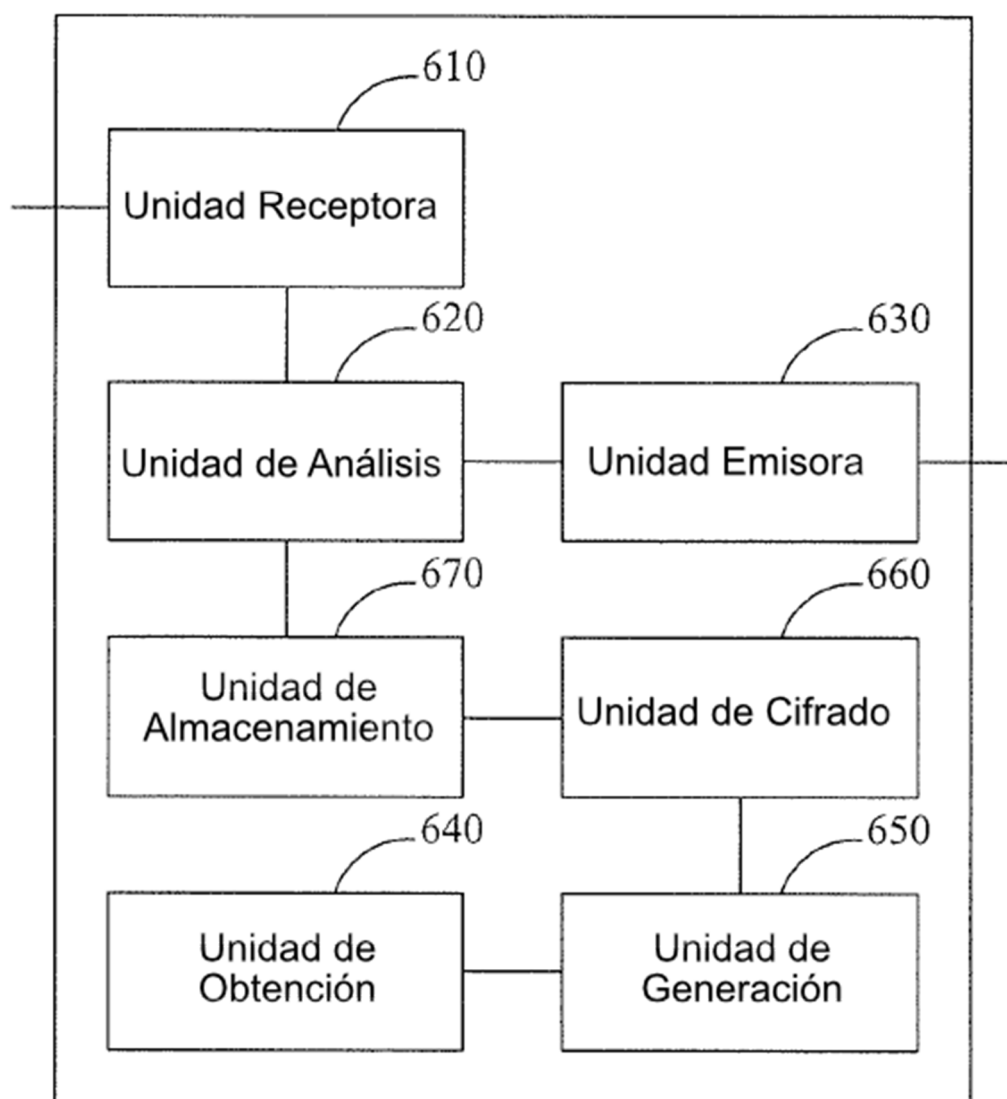 610
Unidad Receptora
620
630
Unidad de Análisis
Unidad Emisora
670
660
Unidad de
Almacenamiento
Unidad de Cifrado
640
650
Unidad de
Obtención
Unidad de
Generación